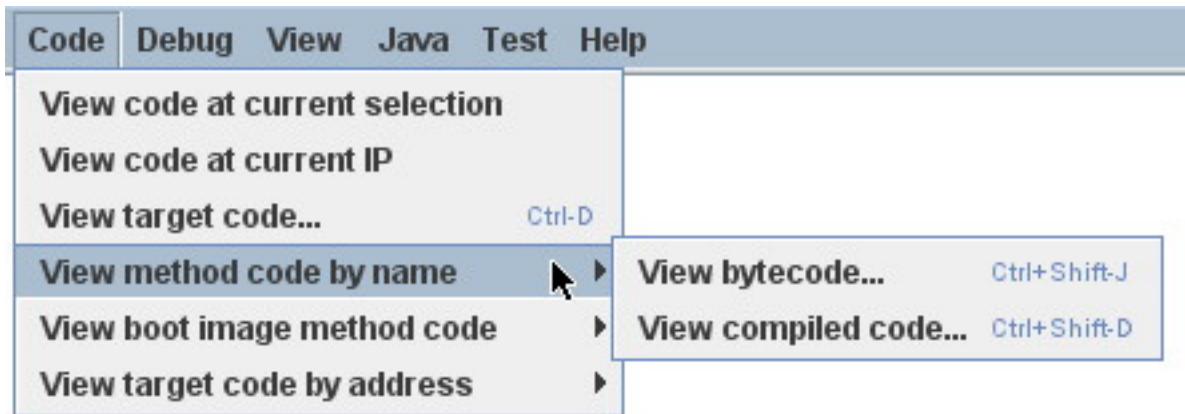 Code Debug View Java Test Help
View code at current selection
View code at current IP
View target code... Ctrl-D
View method code by name
View bytecode... Ctrl+Shift-J
View compiled code... Ctrl+Shift-D
View boot image method code
View target code by address